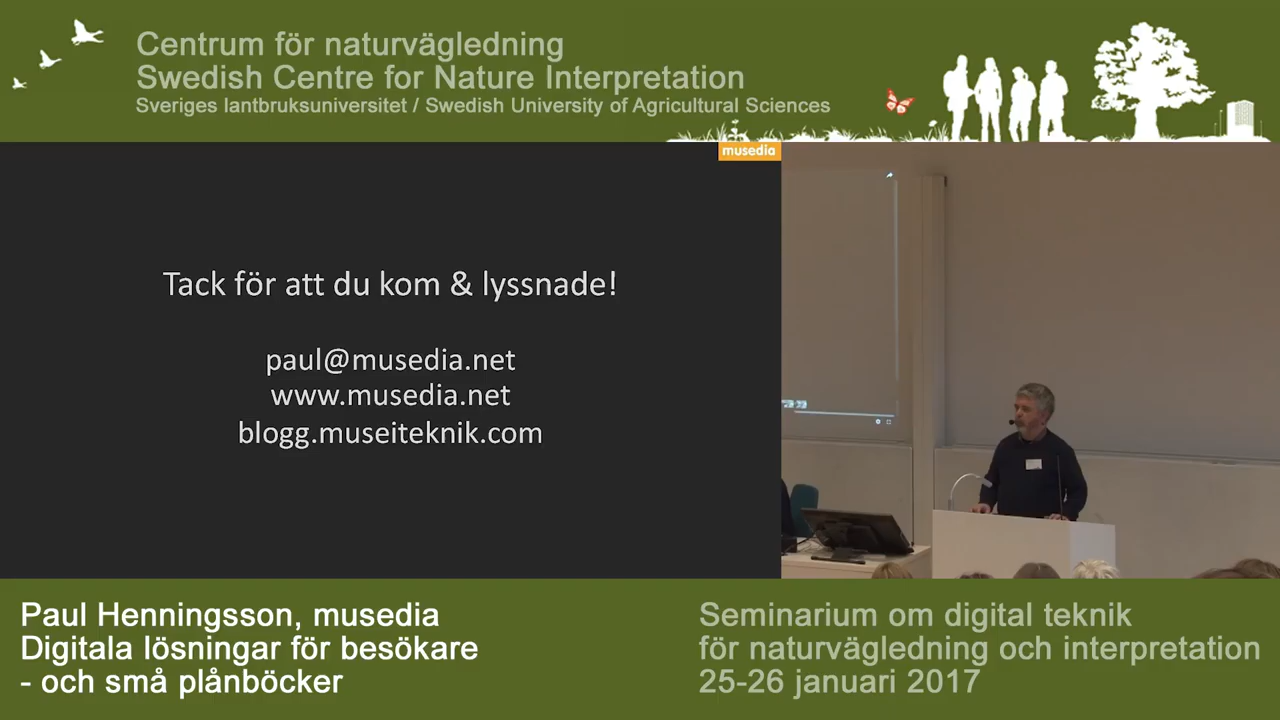 Centrum för naturvägledning
Swedish Centre for Nature Interpretation
Sveriges lantbruksuniversitet / Swedish University of Agricultural Sciences
musedia
Tack för att du kom & lyssnade!
paul@musedia.net
www.musedia.net
blogg.museiteknik.com
Paul Henningsson, musedia
Digitala lösningar för besökare
- och små plånböcker
Seminarium om digital teknik
för naturvägledning och interpretation
25-26 januari 2017